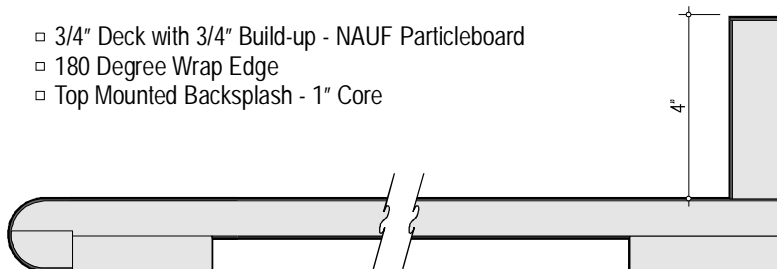 ▫ 3/4" Deck with 3/4" Build-up - NAUF Particleboard
▫ 180 Degree Wrap Edge
▫ Top Mounted Backsplash - 1" Core
4"